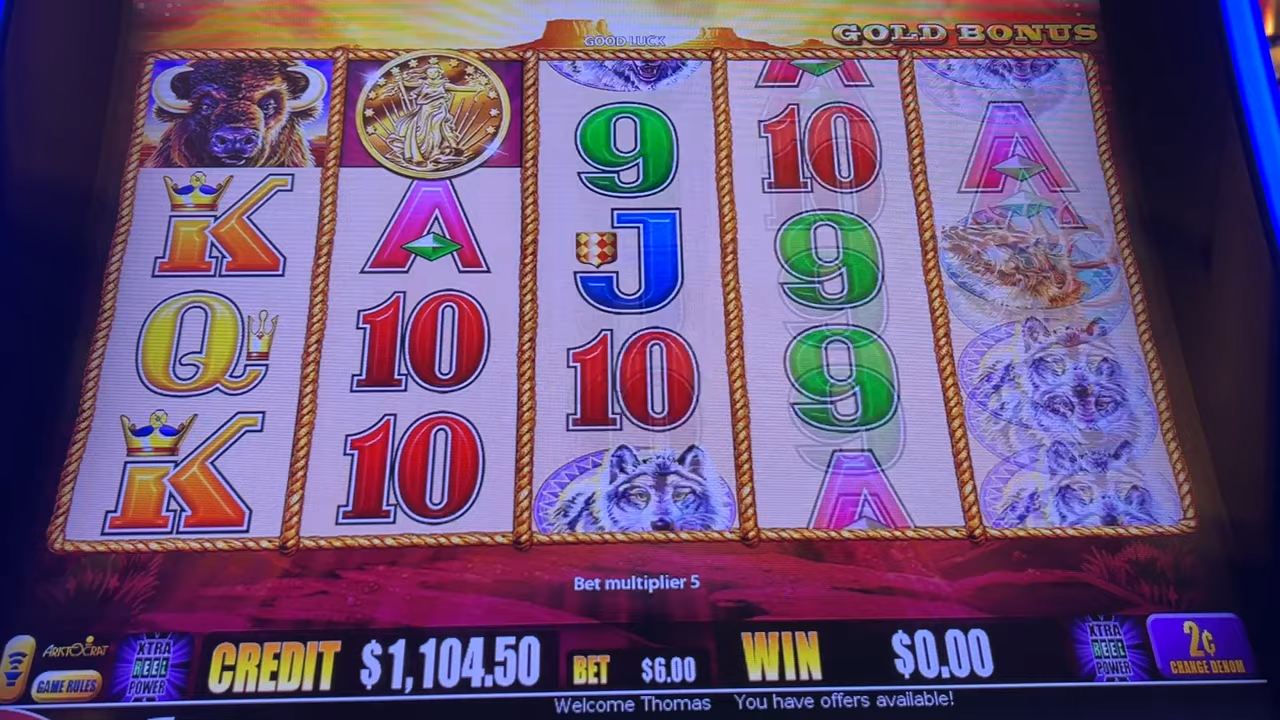 GOOD LUCK
GOLD BONUS
A
9 10 A
K A J 9
Q 10 10 9
K 10 A
Bet multiplier 5
ARISTOCRAT
GAME RULES
XTRA REEL POWER
CREDIT $1,104.50
BET $6.00
WIN $0.00
XTRA REEL POWER
2¢
CHANGE DENOM
Welcome Thomas You have offers available!